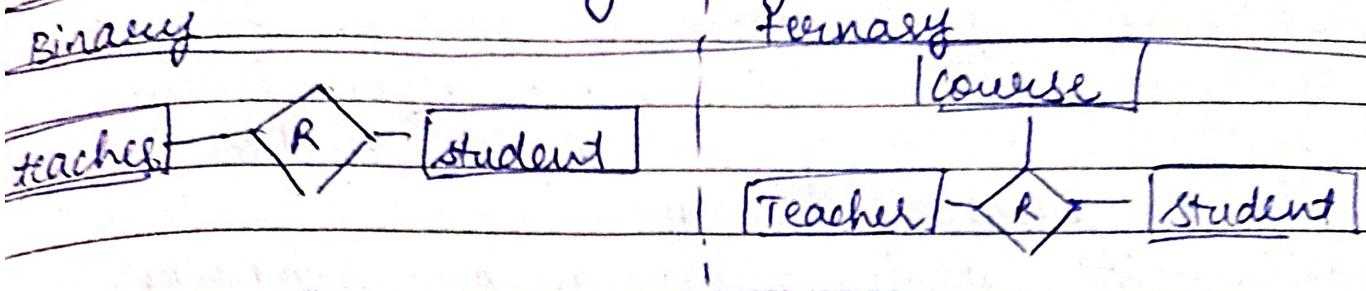 Binary Ternary
Course
teacher R student
Teacher R student